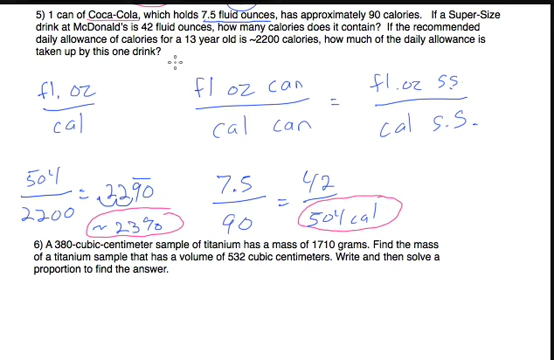 5) 1 can of Coca-Cola, which holds 7.5 fluid ounces, has approximately 90 calories. If a Super-Size
drink at McDonald's is 42 fluid ounces, how many calories does it contain? If the recommended
daily allowance of calories for a 13 year old is ~2200 calories, how much of the daily allowance is
taken up by this one drink?
fl. oz / cal
fl oz can / cal can = fl.oz ss / cal s.s.
504 / 2200 = .2290
~23%
7.5 / 90 = 42 / 504 cal
6) A 380-cubic-centimeter sample of titanium has a mass of 1710 grams. Find the mass
of a titanium sample that has a volume of 532 cubic centimeters. Write and then solve a
proportion to find the answer.